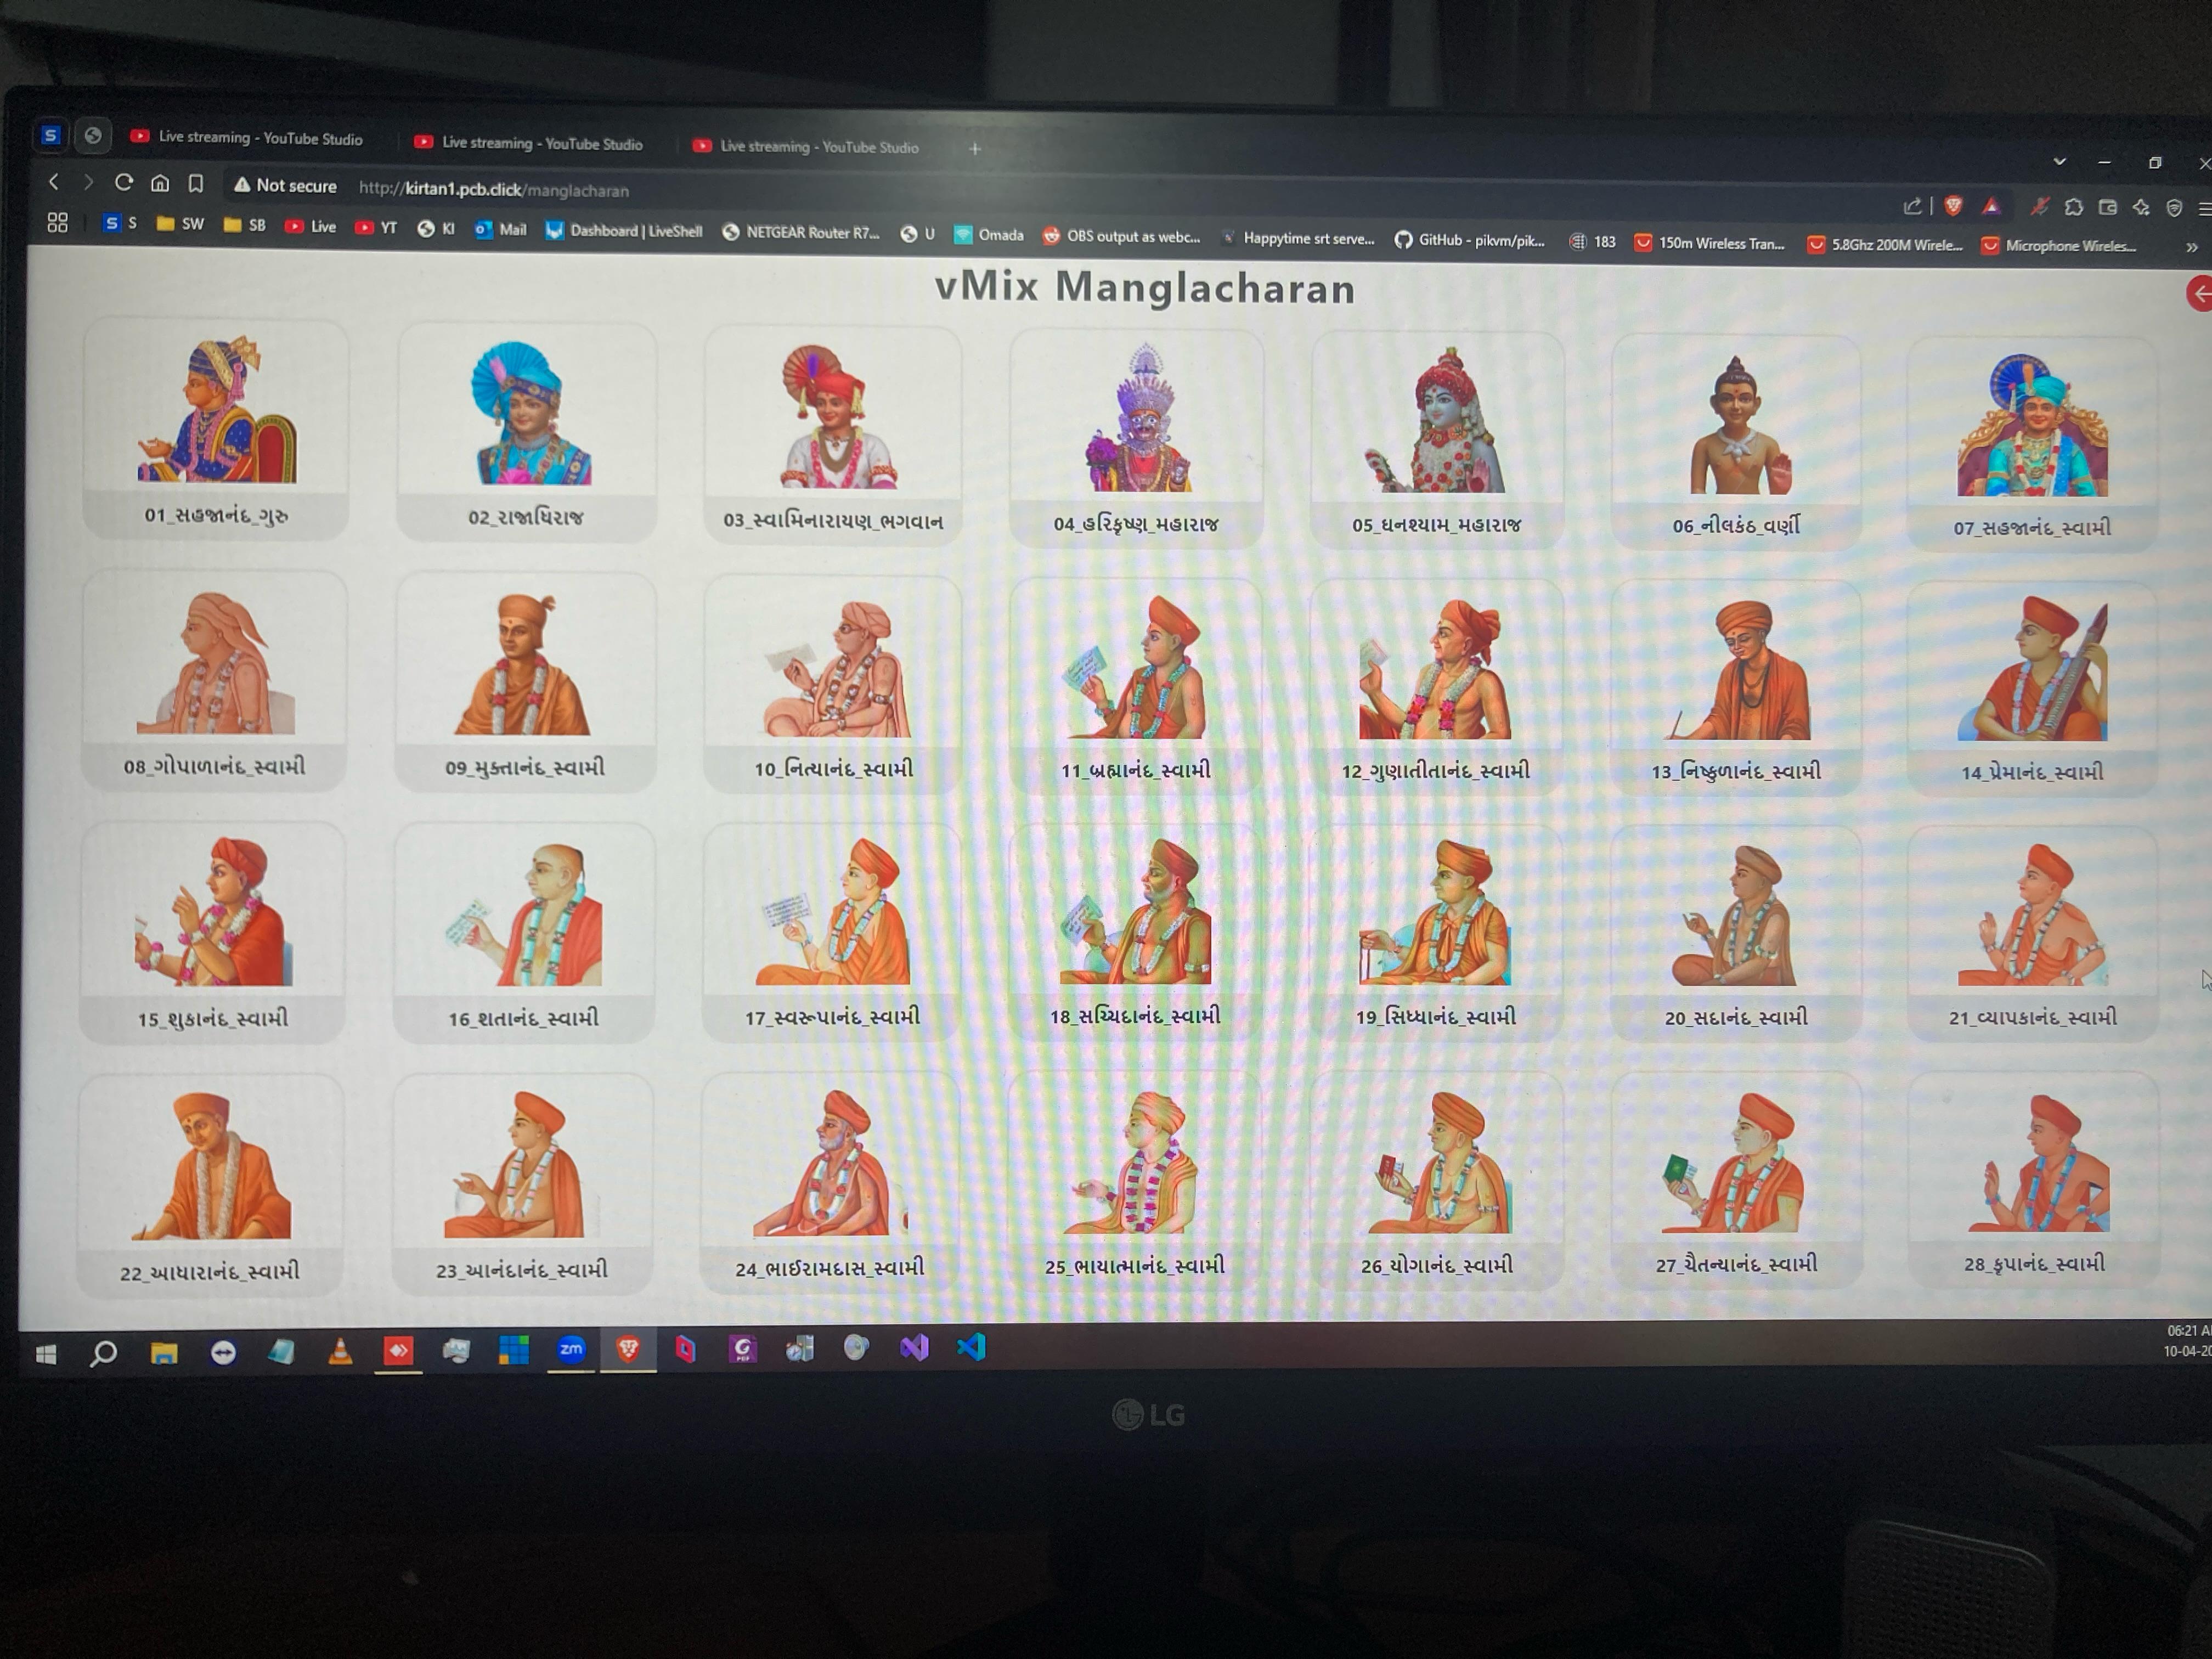 Live streaming - YouTube Studio
Live streaming - YouTube Studio
Live streaming - YouTube Studio
Not secure http://kirtan1.pcb.click/manglacharan
S SW SB Live YT KI Mail Dashboard | LiveShell NETGEAR Router R7... U Omada OBS output as webc... Happytime srt serve... GitHub - pikvm/pik... 183 150m Wireless Tran... 5.8Ghz 200M Wirele... Microphone Wireles...
vMix Manglacharan
01_સહજાનંદ_ગુરુ
02_રાજાધિરાજ
03_સ્વામિનારાયણ_ભગવાન
04_હરિકૃષ્ણ_મહારાજ
05_ઘનશ્યામ_મહારાજ
06_નીલકંઠ_વર્ણી
07_સહજાનંદ_સ્વામી
08_ગોપાળાનંદ_સ્વામી
09_મુક્તાનંદ_સ્વામી
10_નિત્યાનંદ_સ્વામી
11_બ્રહ્માનંદ_સ્વામી
12_ગુણાતીતાનંદ_સ્વામી
13_નિષ્કુળાનંદ_સ્વામી
14_પ્રેમાનંદ_સ્વામી
15_શુકાનંદ_સ્વામી
16_શતાનંદ_સ્વામી
17_સ્વરૂપાનંદ_સ્વામી
18_સચ્ચિદાનંદ_સ્વામી
19_સિધ્ધાનંદ_સ્વામી
20_સદાનંદ_સ્વામી
21_વ્યાપકાનંદ_સ્વામી
22_આધારાનંદ_સ્વામી
23_આનંદાનંદ_સ્વામી
24_ભાઈરામદાસ_સ્વામી
25_ભાયાત્માનંદ_સ્વામી
26_યોગાનંદ_સ્વામી
27_ચૈતન્યાનંદ_સ્વામી
28_કૃપાનંદ_સ્વામી
zm
06:21 A
10-04-20
LG